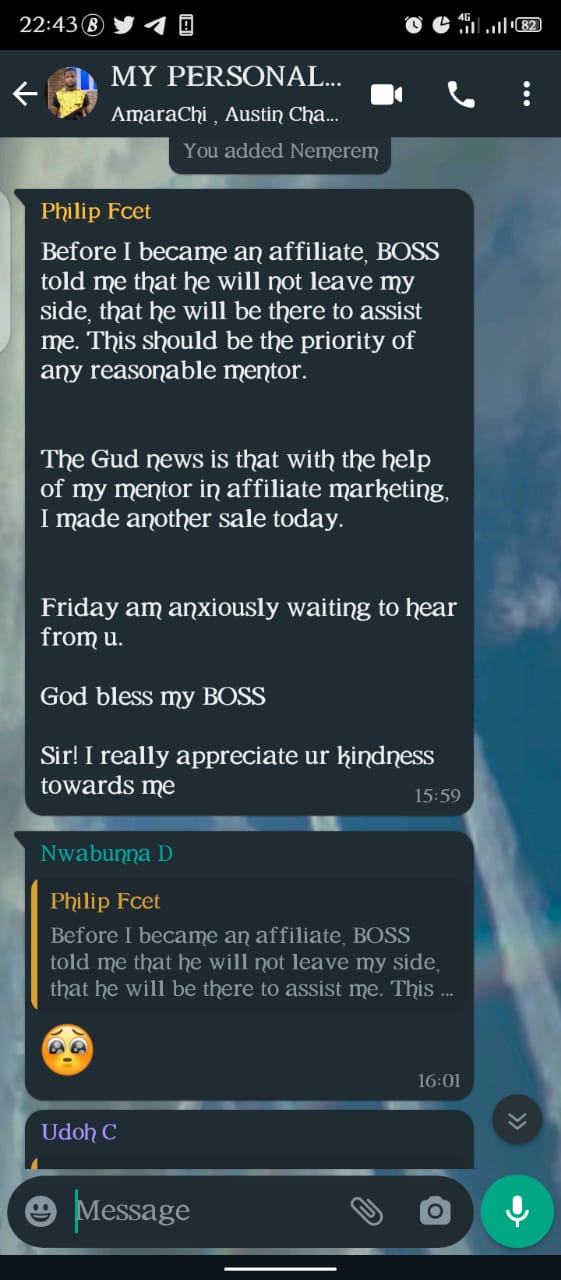 22:43
4G
82
MY PERSONAL...
AmaraChi , Austin Cha...
You added Nemerem
Philip Fcet
Before I became an affiliate, BOSS
told me that he will not leave my
side, that he will be there to assist
me. This should be the priority of
any reasonable mentor.
The Gud news is that with the help
of my mentor in affiliate marketing,
I made another sale today.
Friday am anxiously waiting to hear
from u.
God bless my BOSS
Sir! I really appreciate ur kindness
towards me
15:59
Nwabunna D
Philip Fcet
Before I became an affiliate, BOSS
told me that he will not leave my side,
that he will be there to assist me. This ...
🥺
16:01
Udoh C
Message